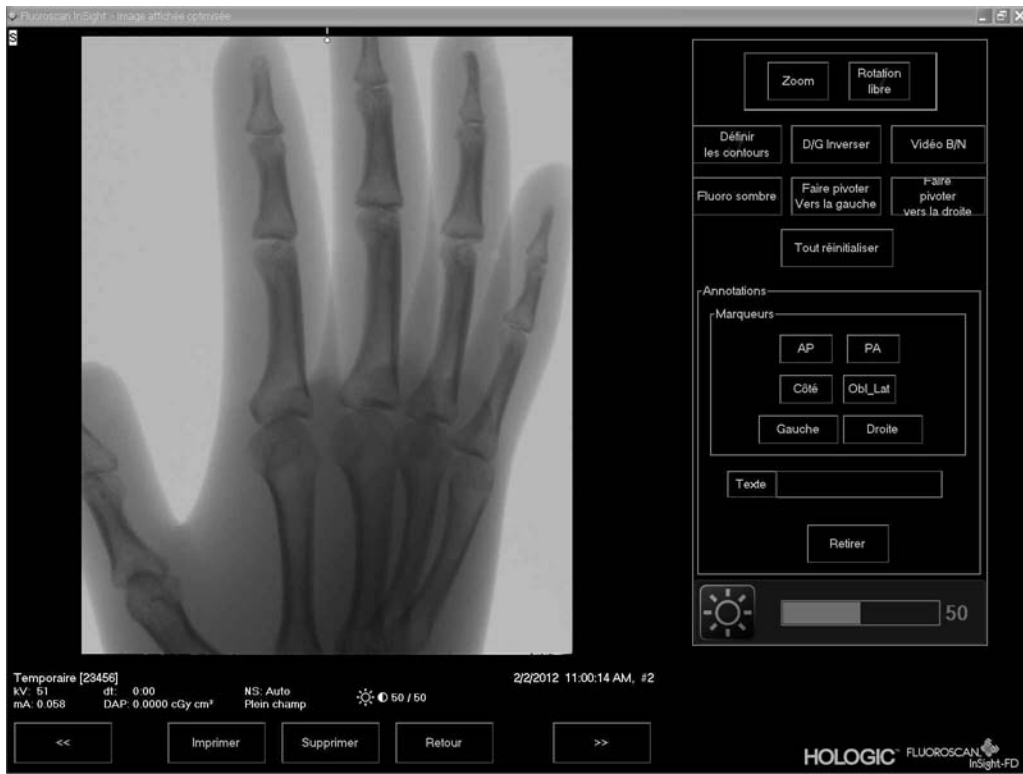 Fluoroscan InSight - Image affichée optimisée
S
Zoom
Rotation
libre
Définir
les contours
D/G Inverser
Vidéo B/N
Fluoro sombre
Faire pivoter
Vers la gauche
Faire
pivoter
vers la droite
Tout réinitialiser
Annotations
Marqueurs
AP
PA
Côté
Obl_Lat
Gauche
Droite
Texte
Retirer
50
Temporaire [23456]
2/2/2012 11:00:14 AM, #2
kV: 51 dt: 0:00 NS: Auto
50 / 50
mA: 0.058 DAP: 0.0000 cGy cm² Plein champ
<<
Imprimer
Supprimer
Retour
>>
HOLOGIC™ FLUOROSCAN
InSight-FD